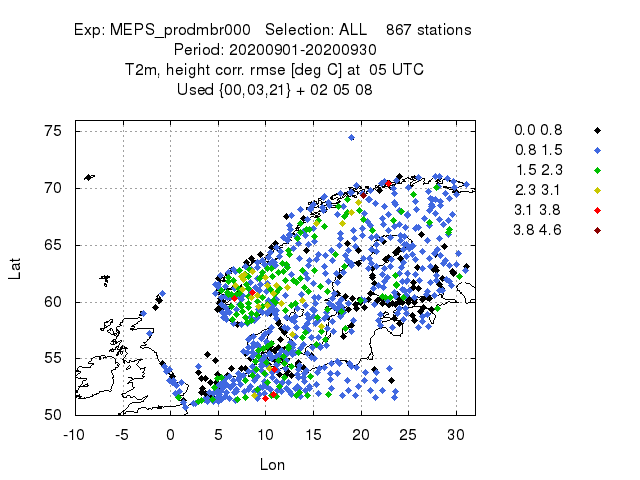 Exp: MEPS_prodmbr000   Selection: ALL    867 stations
Period: 20200901-20200930
T2m, height corr. rmse [deg C] at  05 UTC
Used {00,03,21} + 02 05 08
0.0 0.8
0.8 1.5
1.5 2.3
2.3 3.1
3.1 3.8
3.8 4.6
75
70
65
60
55
50
Lat
-10 -5 0 5 10 15 20 25 30
Lon